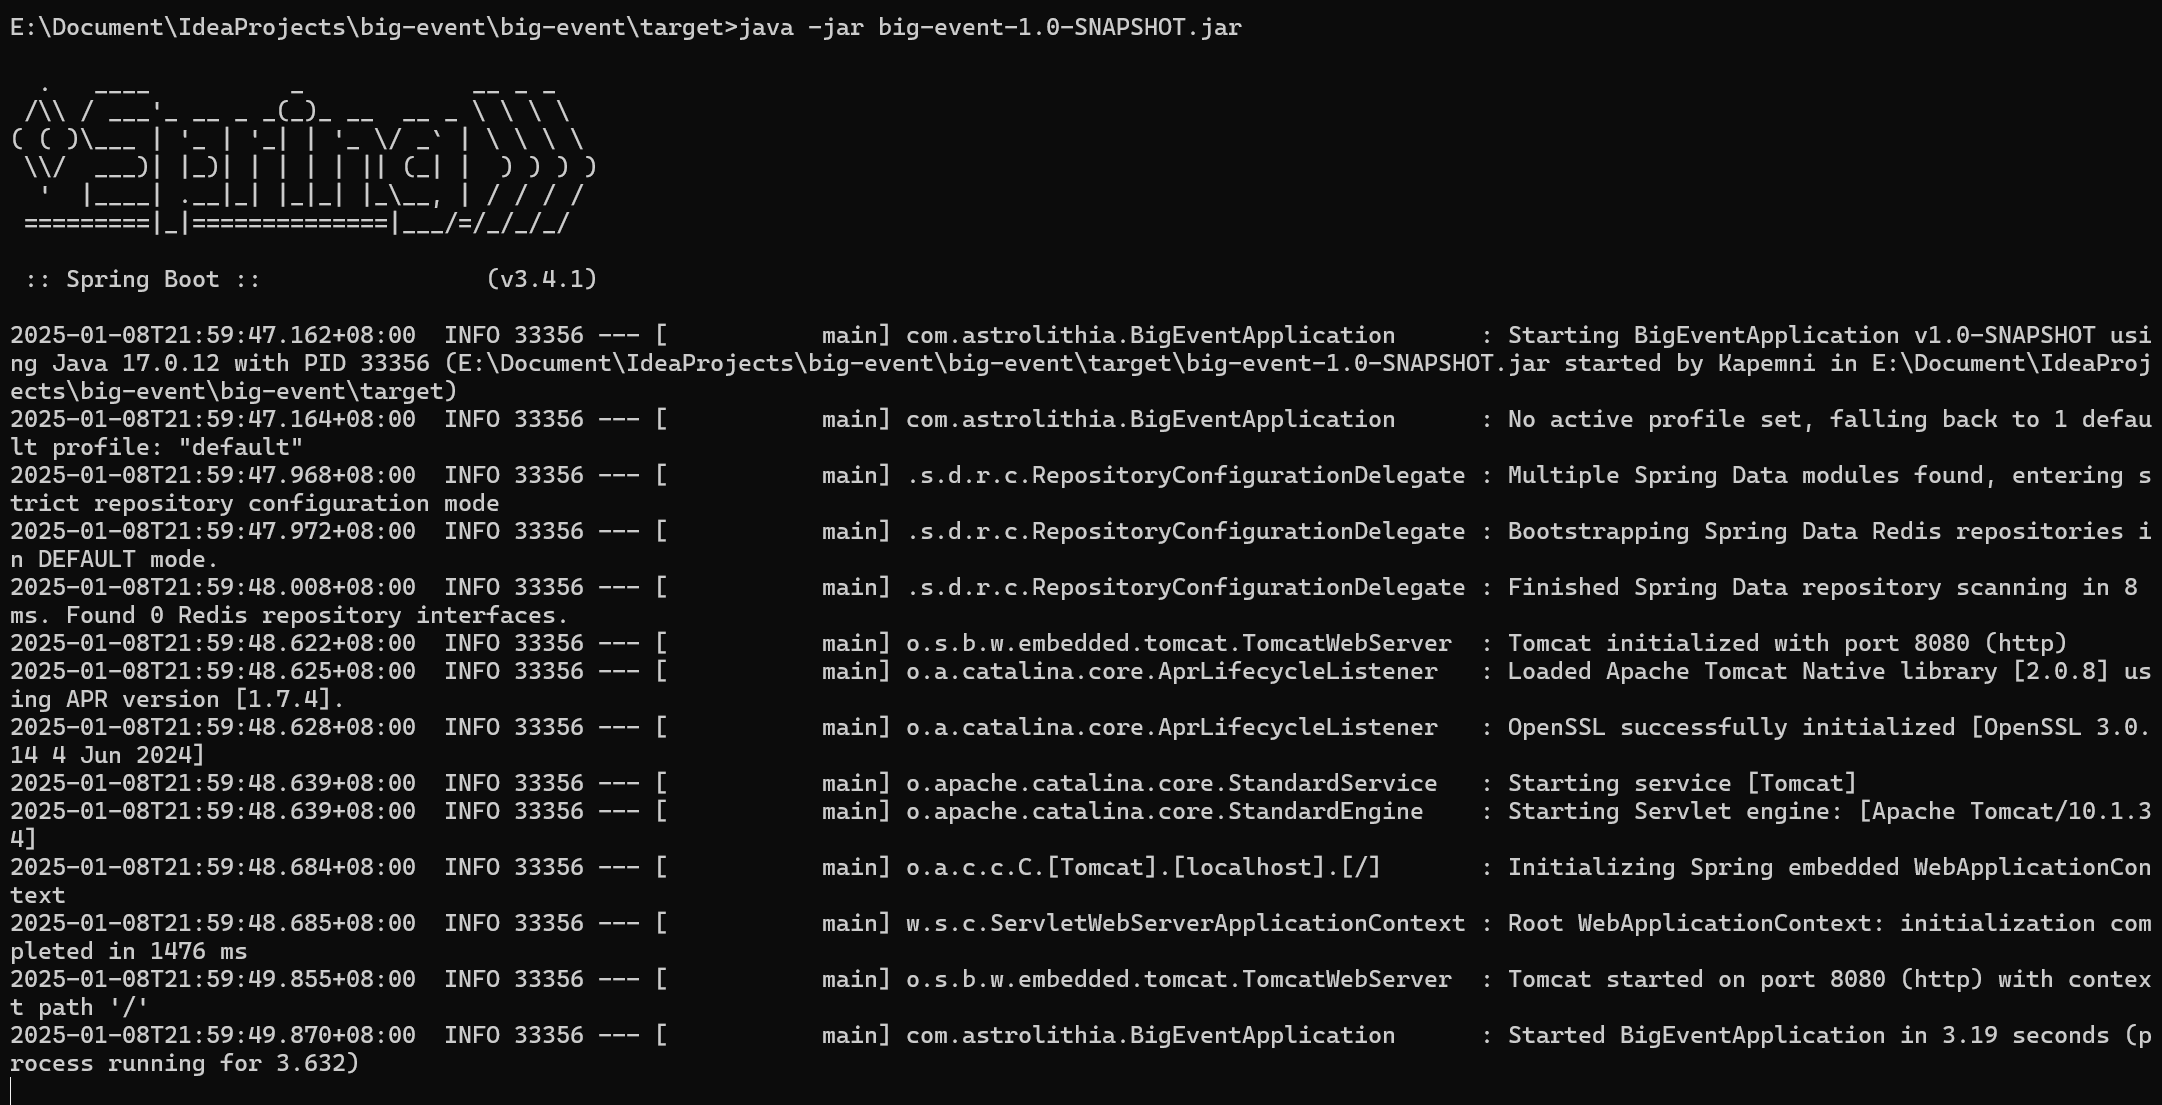 E:\Document\IdeaProjects\big-event\big-event\target>java -jar big-event-1.0-SNAPSHOT.jar

  .   ____          _            __ _ _
 /\\ / ___'_ __ _ _(_)_ __  __ _ \ \ \ \
( ( )\___ | '_ | '_| | '_ \/ _` | \ \ \ \
 \\/  ___)| |_)| | | | | || (_| |  ) ) ) )
  '  |____| .__|_| |_|_| |_\__, | / / / /
 =========|_|==============|___/=/_/_/_/

 :: Spring Boot ::                (v3.4.1)

2025-01-08T21:59:47.162+08:00  INFO 33356 --- [           main] com.astrolithia.BigEventApplication      : Starting BigEventApplication v1.0-SNAPSHOT usi
ng Java 17.0.12 with PID 33356 (E:\Document\IdeaProjects\big-event\big-event\target\big-event-1.0-SNAPSHOT.jar started by Kapemni in E:\Document\IdeaProj
ects\big-event\big-event\target)
2025-01-08T21:59:47.164+08:00  INFO 33356 --- [           main] com.astrolithia.BigEventApplication      : No active profile set, falling back to 1 defau
lt profile: "default"
2025-01-08T21:59:47.968+08:00  INFO 33356 --- [           main] .s.d.r.c.RepositoryConfigurationDelegate : Multiple Spring Data modules found, entering s
trict repository configuration mode
2025-01-08T21:59:47.972+08:00  INFO 33356 --- [           main] .s.d.r.c.RepositoryConfigurationDelegate : Bootstrapping Spring Data Redis repositories i
n DEFAULT mode.
2025-01-08T21:59:48.008+08:00  INFO 33356 --- [           main] .s.d.r.c.RepositoryConfigurationDelegate : Finished Spring Data repository scanning in 8
ms. Found 0 Redis repository interfaces.
2025-01-08T21:59:48.622+08:00  INFO 33356 --- [           main] o.s.b.w.embedded.tomcat.TomcatWebServer  : Tomcat initialized with port 8080 (http)
2025-01-08T21:59:48.625+08:00  INFO 33356 --- [           main] o.a.catalina.core.AprLifecycleListener   : Loaded Apache Tomcat Native library [2.0.8] us
ing APR version [1.7.4].
2025-01-08T21:59:48.628+08:00  INFO 33356 --- [           main] o.a.catalina.core.AprLifecycleListener   : OpenSSL successfully initialized [OpenSSL 3.0.
14 4 Jun 2024]
2025-01-08T21:59:48.639+08:00  INFO 33356 --- [           main] o.apache.catalina.core.StandardService   : Starting service [Tomcat]
2025-01-08T21:59:48.639+08:00  INFO 33356 --- [           main] o.apache.catalina.core.StandardEngine    : Starting Servlet engine: [Apache Tomcat/10.1.3
4]
2025-01-08T21:59:48.684+08:00  INFO 33356 --- [           main] o.a.c.c.C.[Tomcat].[localhost].[/]       : Initializing Spring embedded WebApplicationCon
text
2025-01-08T21:59:48.685+08:00  INFO 33356 --- [           main] w.s.c.ServletWebServerApplicationContext : Root WebApplicationContext: initialization com
pleted in 1476 ms
2025-01-08T21:59:49.855+08:00  INFO 33356 --- [           main] o.s.b.w.embedded.tomcat.TomcatWebServer  : Tomcat started on port 8080 (http) with contex
t path '/'
2025-01-08T21:59:49.870+08:00  INFO 33356 --- [           main] com.astrolithia.BigEventApplication      : Started BigEventApplication in 3.19 seconds (p
rocess running for 3.632)